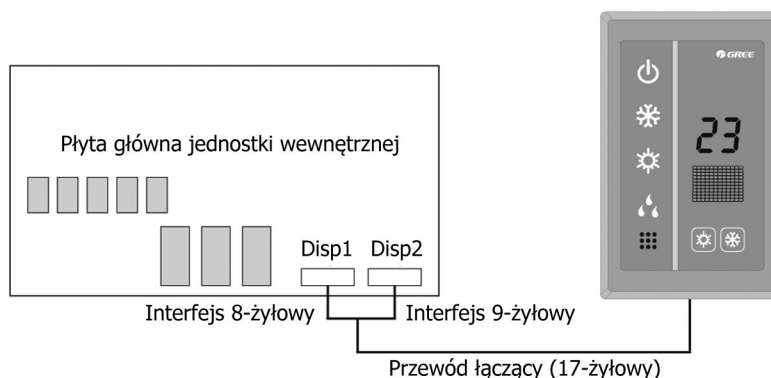 Płyta główna jednostki wewnętrznej
Disp1 Disp2
Interfejs 8-żyłowy
Interfejs 9-żyłowy
Przewód łączący (17-żyłowy)
GREE
23